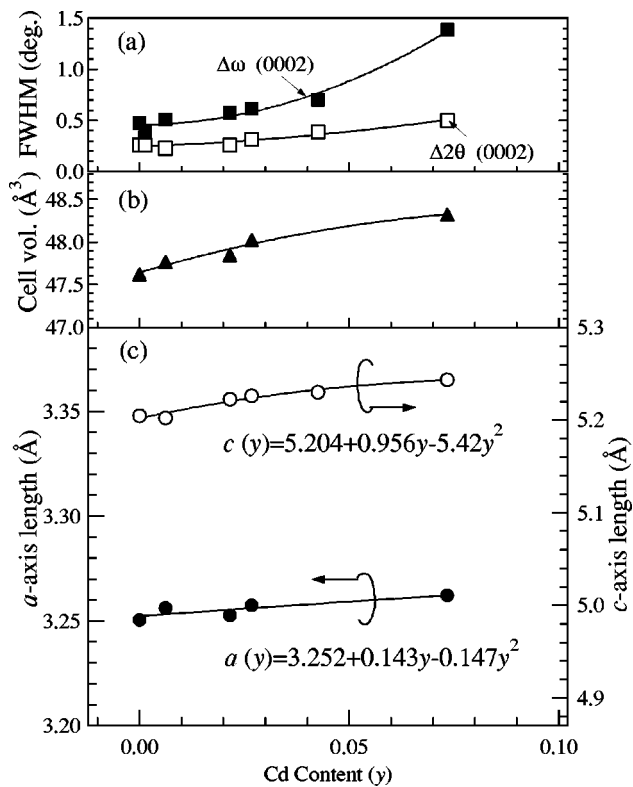 (a)
FWHM (deg.)
1.5
1.0
0.5
0.0
Δω (0002)
Δ2θ (0002)
(b)
Cell vol. (Å³)
48.5
48.0
47.5
47.0
(c)
a-axis length (Å)
3.35
3.30
3.25
3.20
c-axis length (Å)
5.3
5.2
5.1
5.0
4.9
c (y)=5.204+0.956y-5.42y²
a (y)=3.252+0.143y-0.147y²
0.00 0.05 0.10
Cd Content (y)